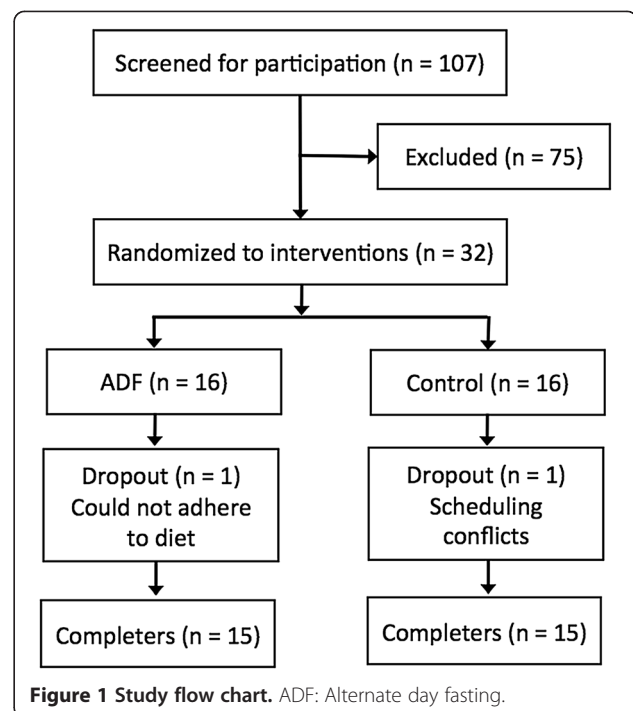 Screened for participation (n = 107)
Excluded (n = 75)
Randomized to interventions (n = 32)
ADF (n = 16)
Control (n = 16)
Dropout (n = 1)
Could not adhere
to diet
Dropout (n = 1)
Scheduling
conflicts
Completers (n = 15)
Completers (n = 15)
Figure 1 Study flow chart. ADF: Alternate day fasting.